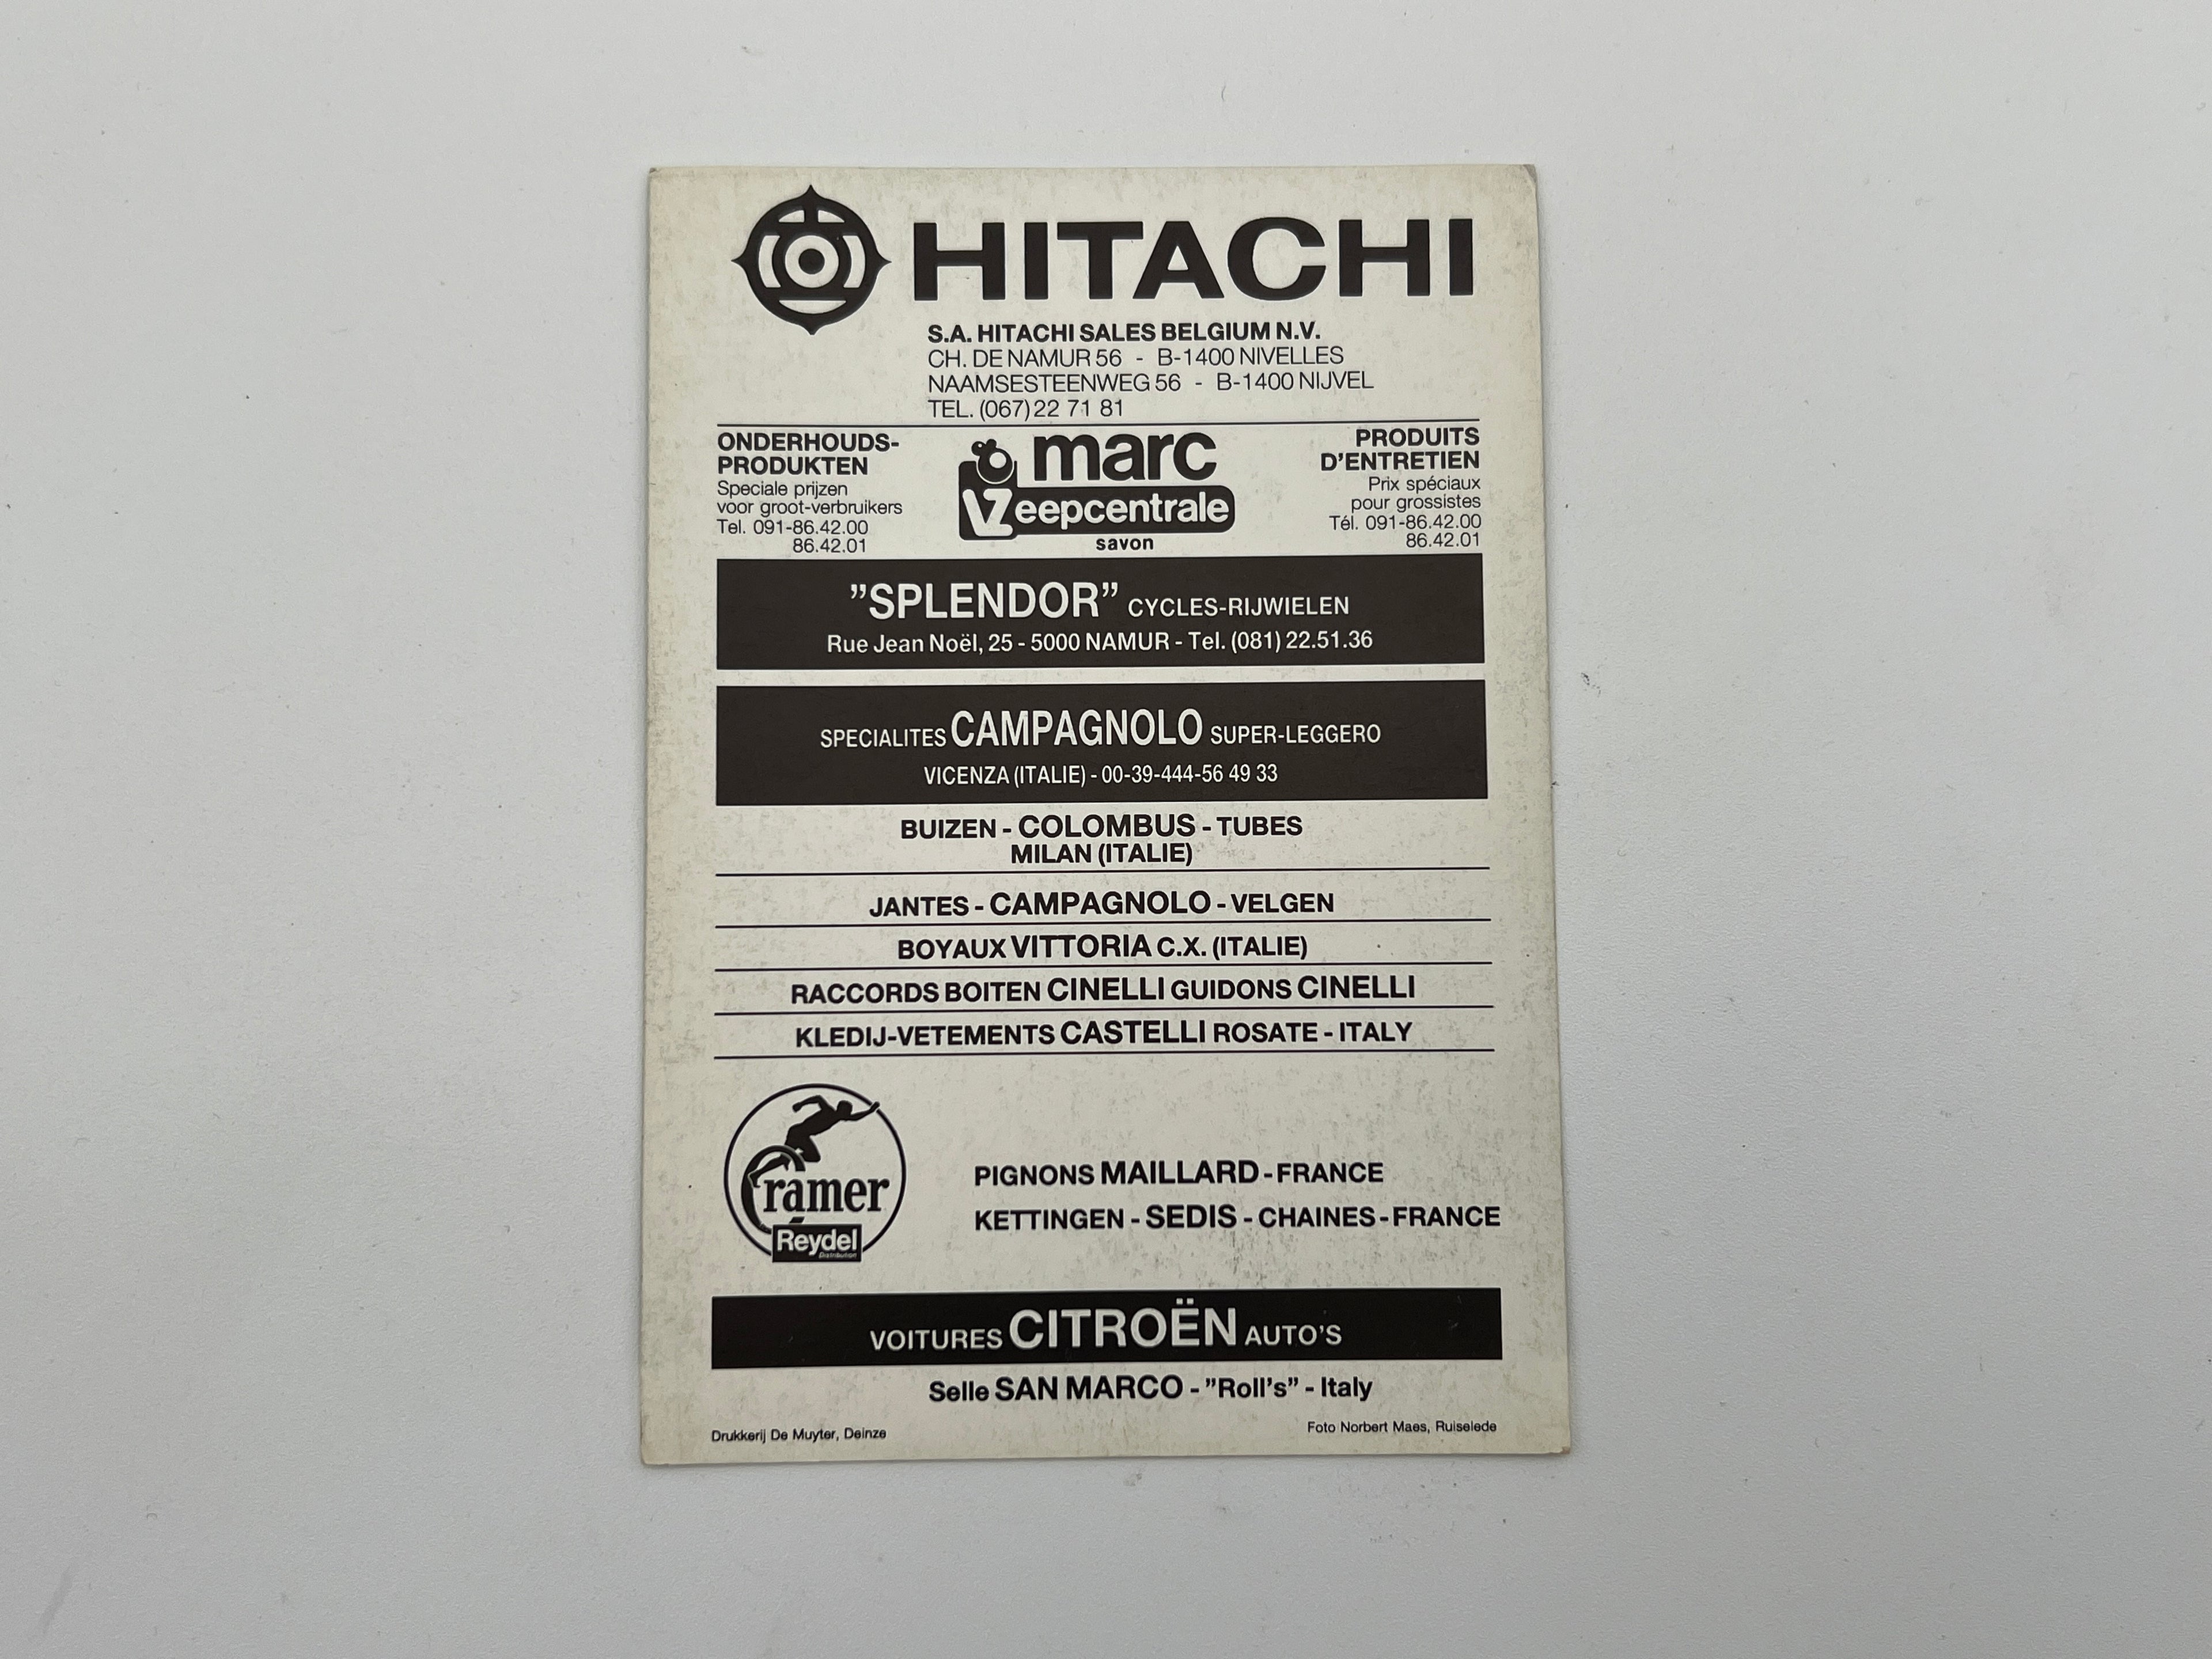 HITACHI
S.A. HITACHI SALES BELGIUM N.V.
CH. DE NAMUR 56 - B-1400 NIVELLES
NAAMSESTEENWEG 56 - B-1400 NIJVEL
TEL. (067) 22 71 81
ONDERHOUDS-
PRODUKTEN
Speciale prijzen
voor groot-verbruikers
Tel. 091-86.42.00
86.42.01
marc
VZeepcentrale
savon
PRODUITS
D'ENTRETIEN
Prix spéciaux
pour grossistes
Tél. 091-86.42.00
86.42.01
"SPLENDOR" CYCLES-RIJWIELEN
Rue Jean Noël, 25 - 5000 NAMUR - Tel. (081) 22.51.36
SPECIALITES CAMPAGNOLO SUPER-LEGGERO
VICENZA (ITALIE) - 00-39-444-56 49 33
BUIZEN - COLOMBUS - TUBES
MILAN (ITALIE)
JANTES - CAMPAGNOLO - VELGEN
BOYAUX VITTORIA C.X. (ITALIE)
RACCORDS BOITEN CINELLI GUIDONS CINELLI
KLEDIJ-VETEMENTS CASTELLI ROSATE - ITALY
Cramer
Reydel
Distribution
PIGNONS MAILLARD - FRANCE
KETTINGEN - SEDIS - CHAINES - FRANCE
VOITURES CITROËN AUTO'S
Selle SAN MARCO - "Roll's" - Italy
Drukkerij De Muyter, Deinze
Foto Norbert Maes, Ruiselede